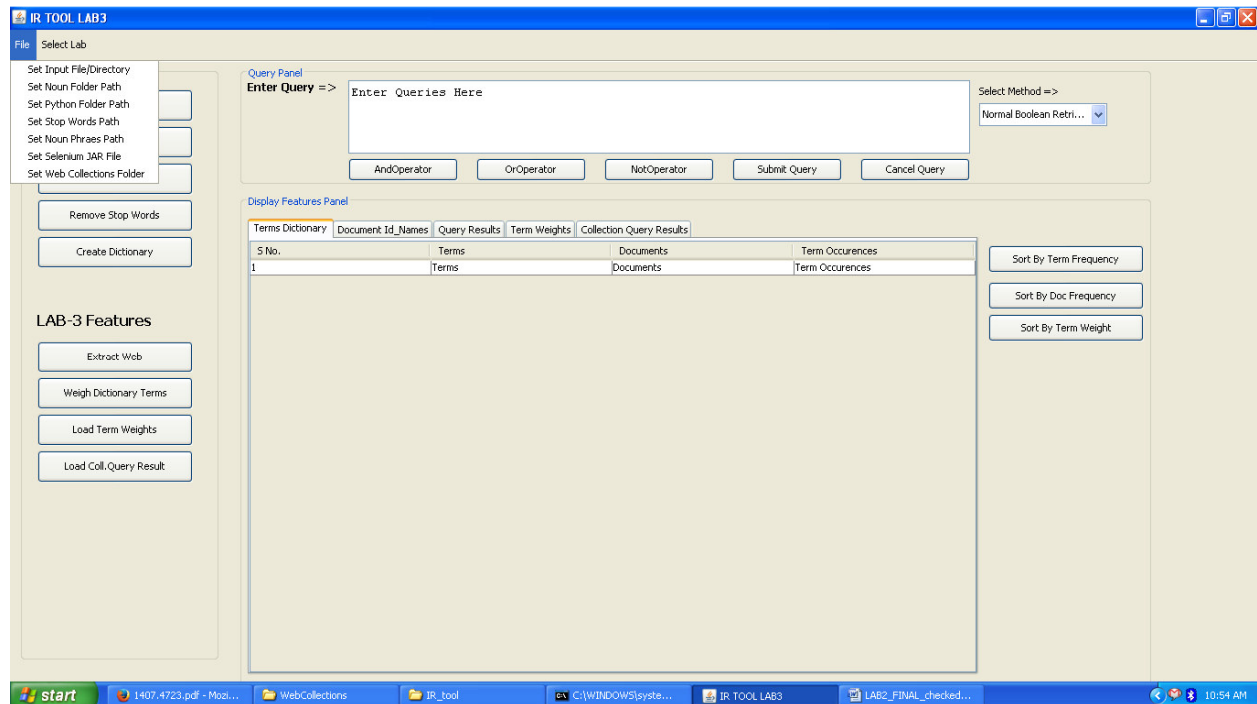 IR TOOL LAB3
File Select Lab
Set Input File/Directory
Set Noun Folder Path
Set Python Folder Path
Set Stop Words Path
Set Noun Phraes Path
Set Selenium JAR File
Set Web Collections Folder
Remove Stop Words
Create Dictionary
LAB-3 Features
Extract Web
Weigh Dictionary Terms
Load Term Weights
Load Coll.Query Result
Query Panel
Enter Query =>
Enter Queries Here
Select Method =>
Normal Boolean Retri...
AndOperator OrOperator NotOperator Submit Query Cancel Query
Display Features Panel
Terms Dictionary Document Id_Names Query Results Term Weights Collection Query Results
S No. Terms Documents Term Occurences
1 Terms Documents Term Occurences
Sort By Term Frequency
Sort By Doc Frequency
Sort By Term Weight
start 1407.4723.pdf - Mozi... WebCollections IR_tool C:\WINDOWS\syste... IR TOOL LAB3 LAB2_FINAL_checked... 10:54 AM